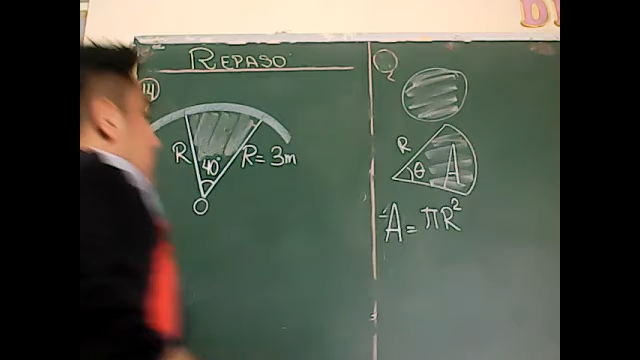 REPASO
14
R
40°
R = 3m
O
R
θ
A
A = πR²